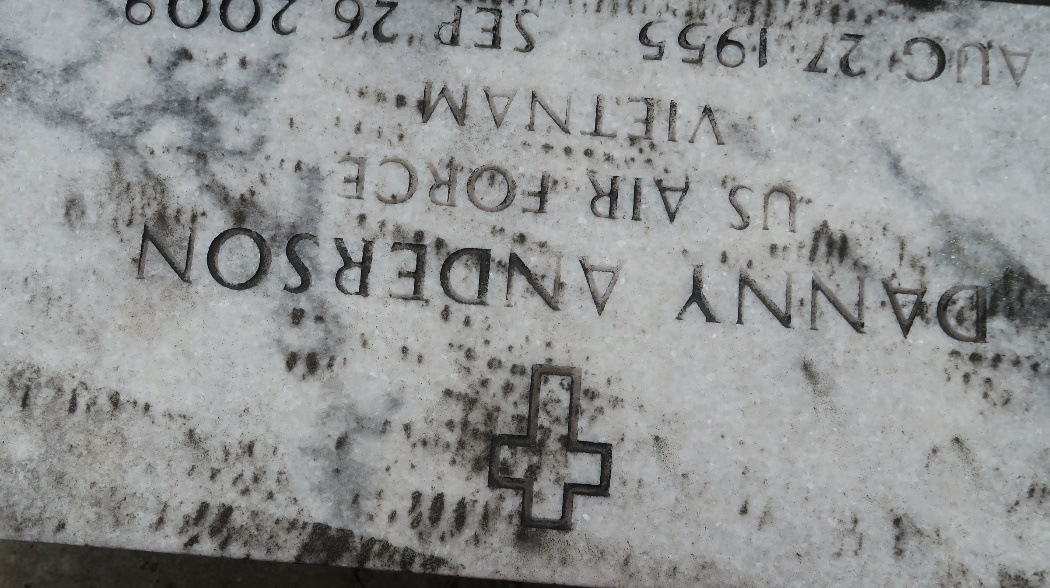 DANNY ANDERSON
US AIR FORCE
VIETNAM
AUG 27 1955 SEP 26 2009